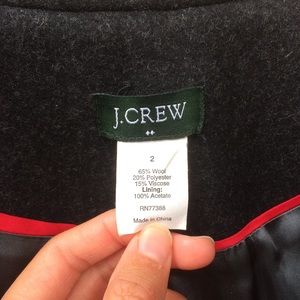 J.CREW
2
65% Wool
20% Polyester
15% Viscose
Lining:
100% Acetate
RN77388
Made in China